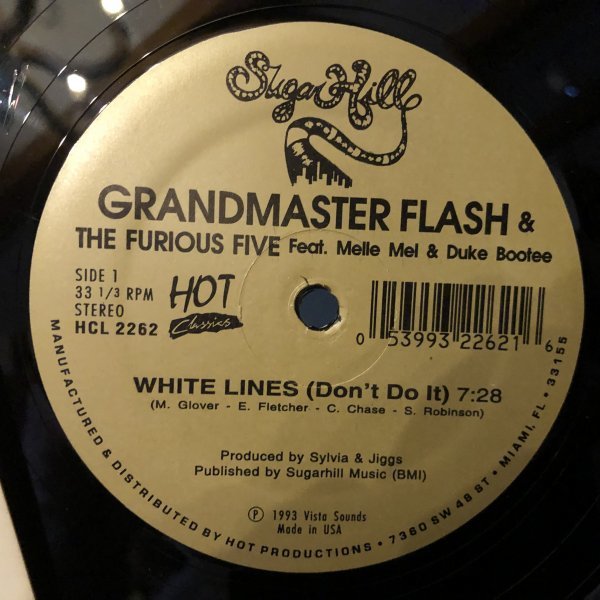 Sugar Hill
GRANDMASTER FLASH &
THE FURIOUS FIVE Feat. Melle Mel & Duke Bootee
SIDE 1
33 1/3 RPM
STEREO
HCL 2262
HOT
Classics
0 53993 22621 6
WHITE LINES (Don't Do It) 7:28
(M. Glover - E. Fletcher - C. Chase - S. Robinson)
Produced by Sylvia & Jiggs
Published by Sugarhill Music (BMI)
℗ 1993 Vista Sounds
Made in USA
MANUFACTURED & DISTRIBUTED BY HOT PRODUCTIONS • 7360 SW 48 ST • MIAMI, FL • 33155